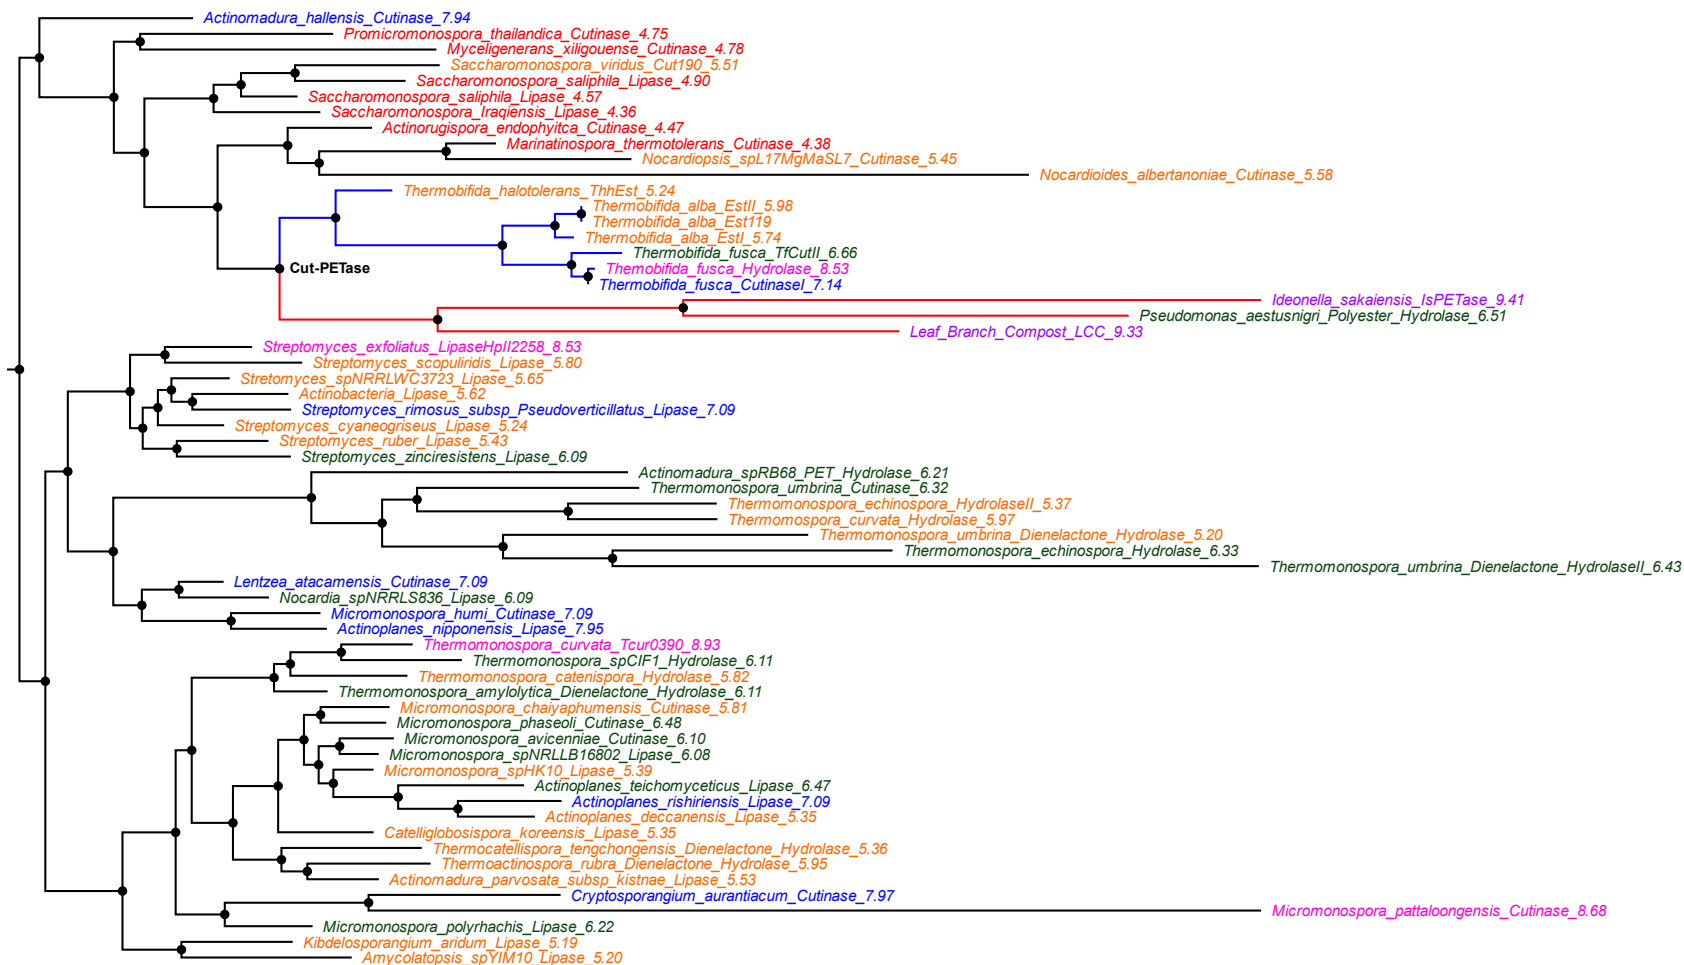 Actinomadura_hallensis_Cutinase_7.94
Promicromonospora_thailandica_Cutinase_4.75
Myceligenerans_xiligouense_Cutinase_4.78
Saccharomonospora_viridus_Cut190_5.51
Saccharomonospora_saliphila_Lipase_4.90
Saccharomonospora_saliphila_Lipase_4.57
Saccharomonospora_Iraqiensis_Lipase_4.36
Actinorugispora_endophyitca_Cutinase_4.47
Marinatinospora_thermotolerans_Cutinase_4.38
Nocardiopsis_spL17MgMaSL7_Cutinase_5.45
Nocardioides_albertanoniae_Cutinase_5.58
Thermobifida_halotolerans_ThhEst_5.24
Thermobifida_alba_EstII_5.98
Thermobifida_alba_Est119
Thermobifida_alba_EstI_5.74
Thermobifida_fusca_TfCutII_6.66
Cut-PETase
Themobifida_fusca_Hydrolase_8.53
Thermobifida_fusca_CutinaseI_7.14
Ideonella_sakaiensis_IsPETase_9.41
Pseudomonas_aestusnigri_Polyester_Hydrolase_6.51
Leaf_Branch_Compost_LCC_9.33
Streptomyces_exfoliatus_LipaseHpII2258_8.53
Streptomyces_scopuliridis_Lipase_5.80
Stretomyces_spNRRLWC3723_Lipase_5.65
Actinobacteria_Lipase_5.62
Streptomyces_rimosus_subsp_Pseudoverticillatus_Lipase_7.09
Streptomyces_cyaneogriseus_Lipase_5.24
Streptomyces_ruber_Lipase_5.43
Streptomyces_zinciresistens_Lipase_6.09
Actinomadura_spRB68_PET_Hydrolase_6.21
Thermomonospora_umbrina_Cutinase_6.32
Thermomonospora_echinospora_HydrolaseII_5.37
Thermomospora_curvata_Hydrolase_5.97
Thermomonospora_umbrina_Dienelactone_Hydrolase_5.20
Thermomonospora_echinospora_Hydrolase_6.33
Thermomonospora_umbrina_Dienelactone_HydrolaseII_6.43
Lentzea_atacamensis_Cutinase_7.09
Nocardia_spNRRLS836_Lipase_6.09
Micromonospora_humi_Cutinase_7.09
Actinoplanes_nipponensis_Lipase_7.95
Thermomonospora_curvata_Tcur0390_8.93
Thermomonospora_spCIF1_Hydrolase_6.11
Thermomonospora_catenispora_Hydrolase_5.82
Thermomonospora_amylolytica_Dienelactone_Hydrolase_6.11
Micromonospora_chaiyaphumensis_Cutinase_5.81
Micromonospora_phaseoli_Cutinase_6.48
Micromonospora_avicenniae_Cutinase_6.10
Micromonospora_spNRLLB16802_Lipase_6.08
Micromonospora_spHK10_Lipase_5.39
Actinoplanes_teichomyceticus_Lipase_6.47
Actinoplanes_rishiriensis_Lipase_7.09
Actinoplanes_deccanensis_Lipase_5.35
Catelliglobosispora_koreensis_Lipase_5.35
Thermocatellispora_tengchongensis_Dienelactone_Hydrolase_5.36
Thermoactinospora_rubra_Dienelactone_Hydrolase_5.95
Actinomadura_parvosata_subsp_kistnae_Lipase_5.53
Cryptosporangium_aurantiacum_Cutinase_7.97
Micromonospora_pattaloongensis_Cutinase_8.68
Micromonospora_polyrhachis_Lipase_6.22
Kibdelosporangium_aridum_Lipase_5.19
Amycolatopsis_spYIM10_Lipase_5.20